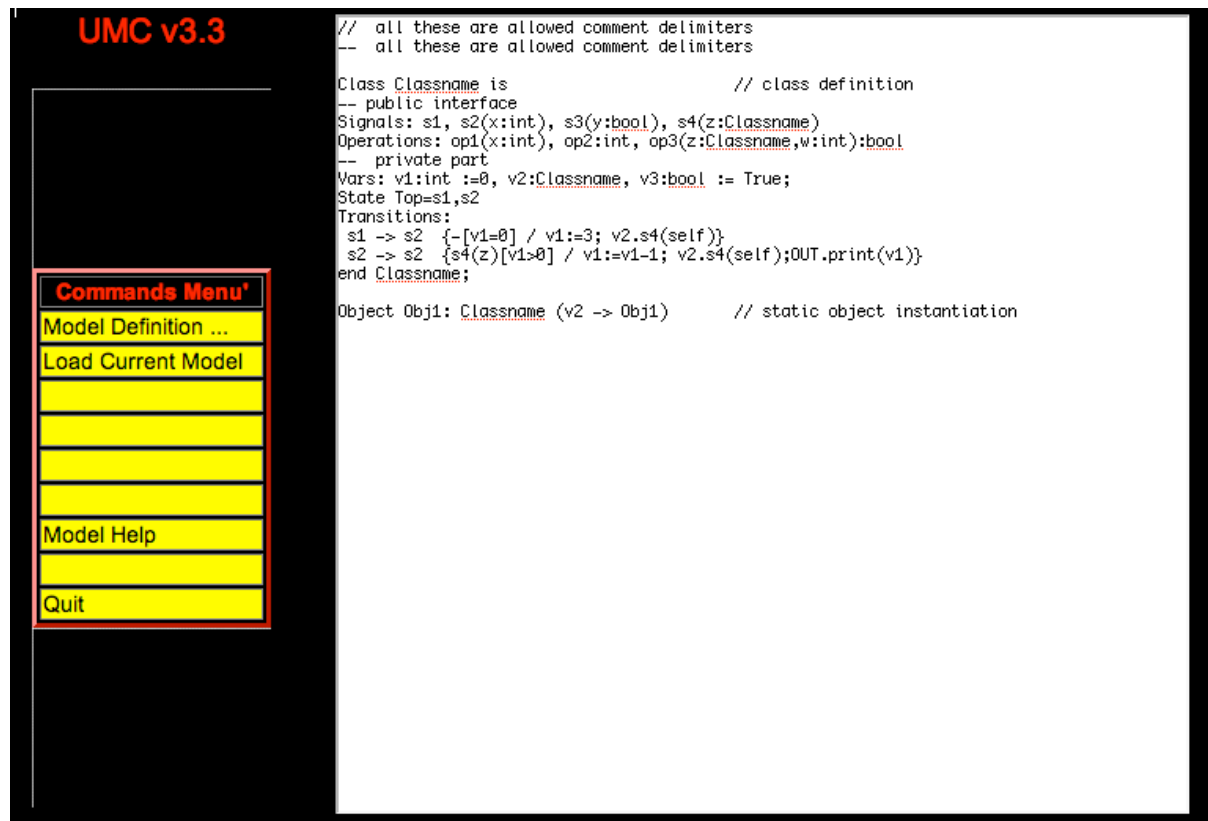 UMC v3.3
Commands Menu'
Model Definition ...
Load Current Model
Model Help
Quit
//  all these are allowed comment delimiters
--  all these are allowed comment delimiters
Class Classname is                          // class definition
-- public interface
Signals: s1, s2(x:int), s3(y:bool), s4(z:Classname)
Operations: op1(x:int), op2:int, op3(z:Classname,w:int):bool
--  private part
Vars: v1:int :=0, v2:Classname, v3:bool := True;
State Top=s1,s2
Transitions:
 s1 -> s2  {-[v1=0] / v1:=3; v2.s4(self)}
 s2 -> s2  {s4(z)[v1>0] / v1:=v1-1; v2.s4(self);OUT.print(v1)}
end Classname;
Object Obj1: Classname (v2 -> Obj1)       // static object instantiation